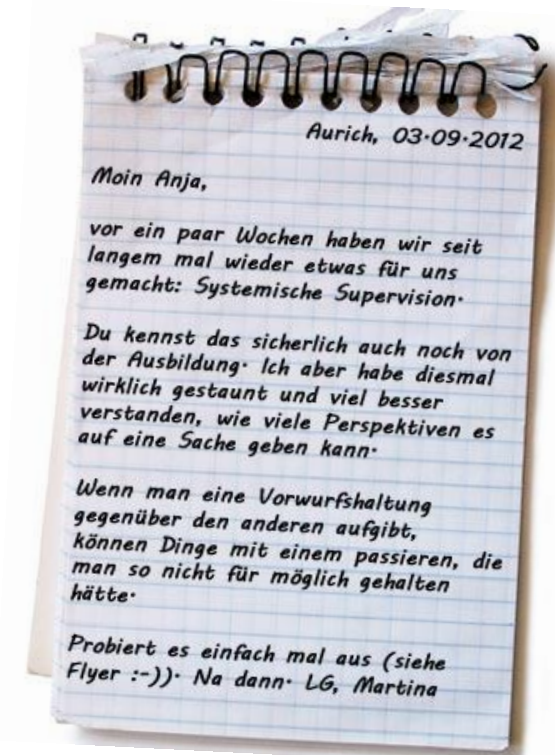 Aurich, 03.09.2012
Moin Anja,
vor ein paar Wochen haben wir seit
langem mal wieder etwas für uns
gemacht: Systemische Supervision.
Du kennst das sicherlich auch noch von
der Ausbildung. Ich aber habe diesmal
wirklich gestaunt und viel besser
verstanden, wie viele Perspektiven es
auf eine Sache geben kann.
Wenn man eine Vorwurfshaltung
gegenüber den anderen aufgibt,
können Dinge mit einem passieren, die
man so nicht für möglich gehalten
hätte.
Probiert es einfach mal aus (siehe
Flyer :-)). Na dann. LG, Martina